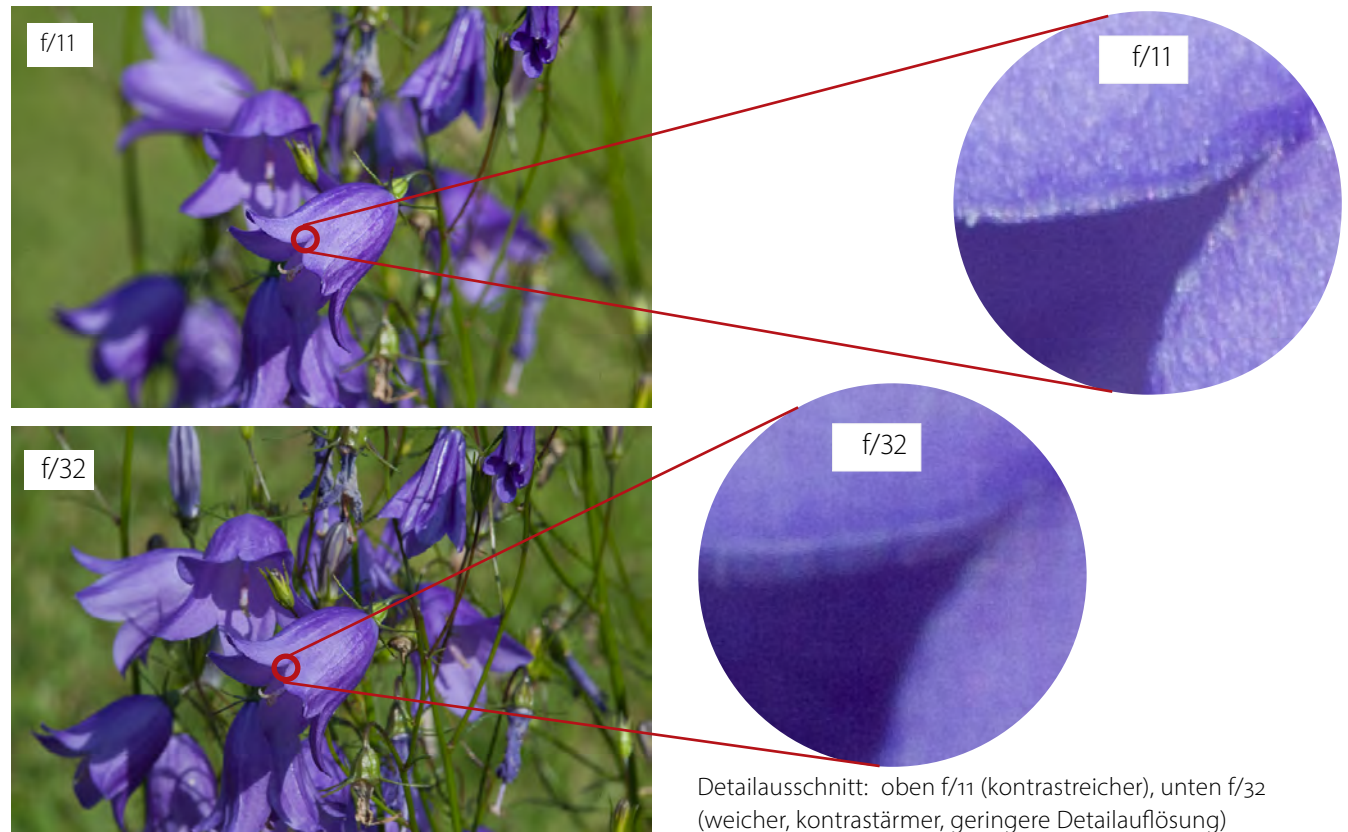 f/11
f/11
f/32
f/32
Detailausschnitt: oben f/11 (kontrastreicher), unten f/32
(weicher, kontrastärmer, geringere Detailauflösung)